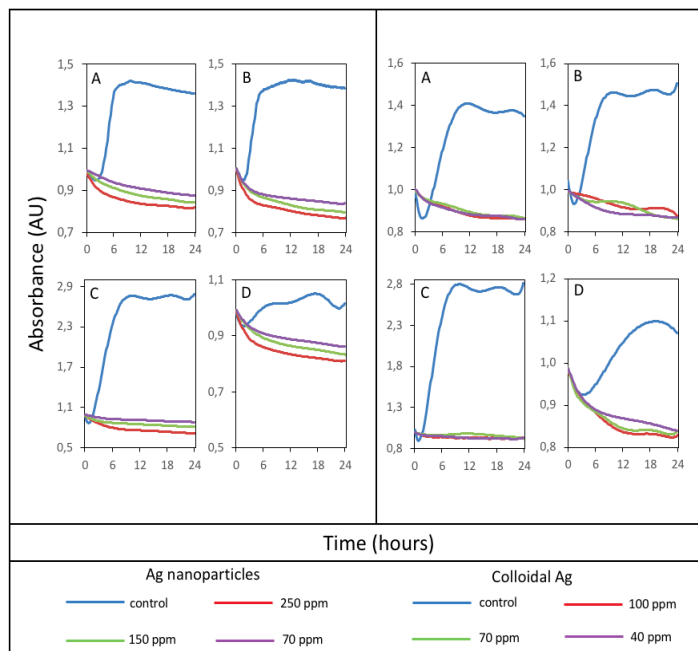 Absorbance (AU)
A
1,5
1,3
1,1
0,9
0,7
0 6 12 18 24
B
1,5
1,3
1,1
0,9
0,7
0 6 12 18 24
C
2,9
2,3
1,7
1,1
0,5
0 6 12 18 24
D
1,1
0,9
0,7
0,5
0 6 12 18 24
A
1,6
1,4
1,2
1,0
0,8
0 6 12 18 24
B
1,6
1,4
1,2
1,0
0,8
0 6 12 18 24
C
2,8
2,3
1,8
1,3
0,8
0 6 12 18 24
D
1,2
1,1
1,0
0,9
0,8
0 6 12 18 24
Time (hours)
Ag nanoparticles
control 250 ppm
150 ppm 70 ppm
Colloidal Ag
control 100 ppm
70 ppm 40 ppm